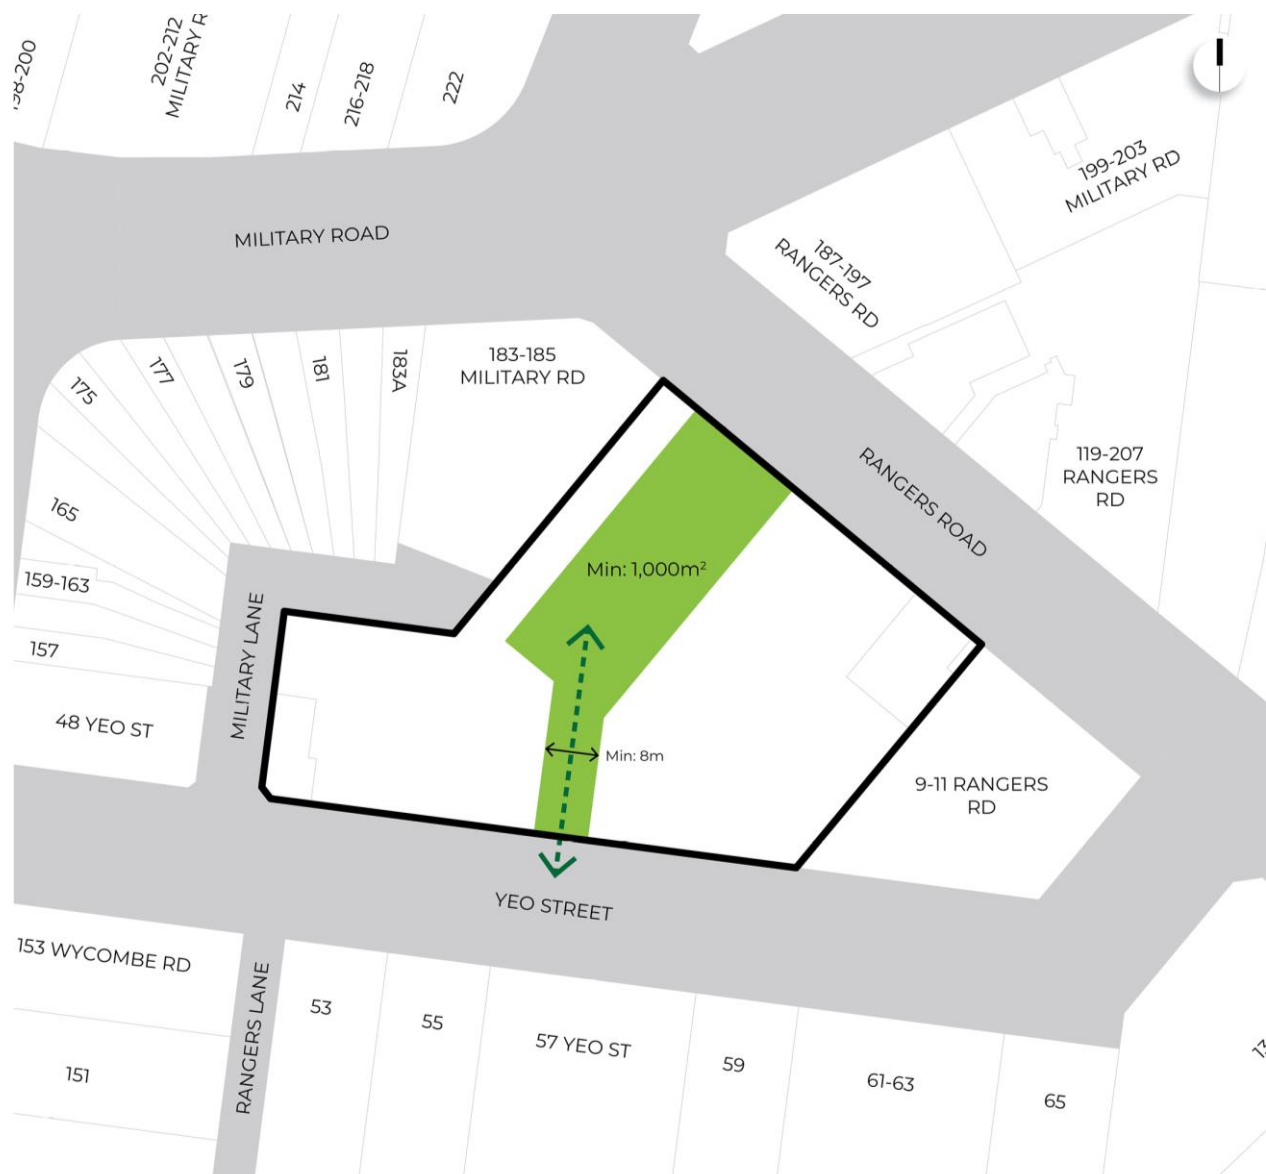 202-212
MILITARY R
214
216-218
222
199-203
MILITARY RD
MILITARY ROAD
187-197
RANGERS RD
175
177
179
181
183A
183-185
MILITARY RD
RANGERS ROAD
119-207
RANGERS
RD
165
159-163
157
48 YEO ST
MILITARY LANE
Min: 1,000m²
Min: 8m
9-11 RANGERS
RD
YEO STREET
153 WYCOMBE RD
151
RANGERS LANE
53
55
57 YEO ST
59
61-63
65